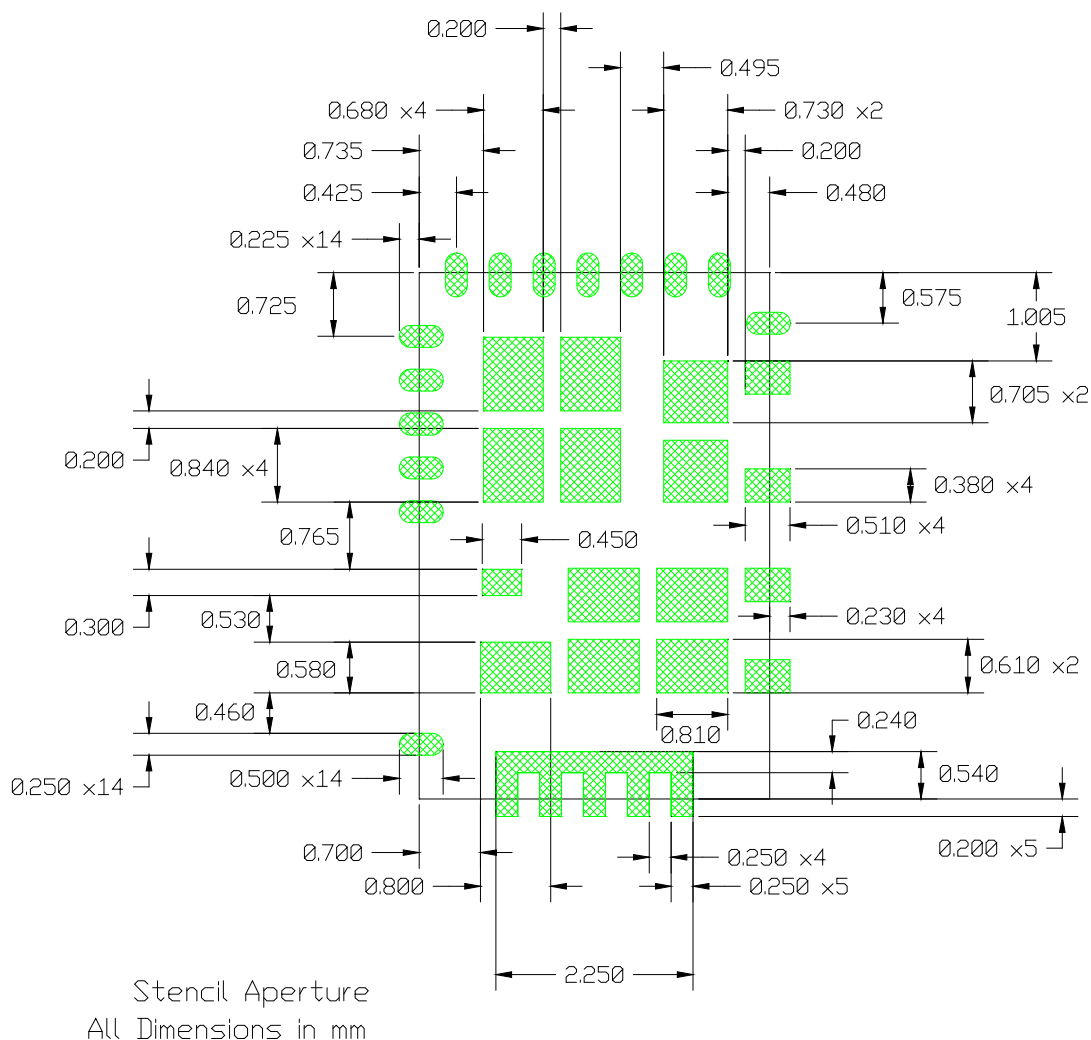 0.200
0.495
0.680 x4
0.730 x2
0.735
0.200
0.425
0.480
0.225 x14
0.725
0.575
1.005
0.705 x2
0.200
0.840 x4
0.380 x4
0.510 x4
0.765
0.450
0.300
0.530
0.230 x4
0.580
0.610 x2
0.460
0.810
0.240
0.250 x14
0.500 x14
0.540
0.700
0.250 x4
0.200 x5
0.800
0.250 x5
2.250
Stencil Aperture
All Dimensions in mm